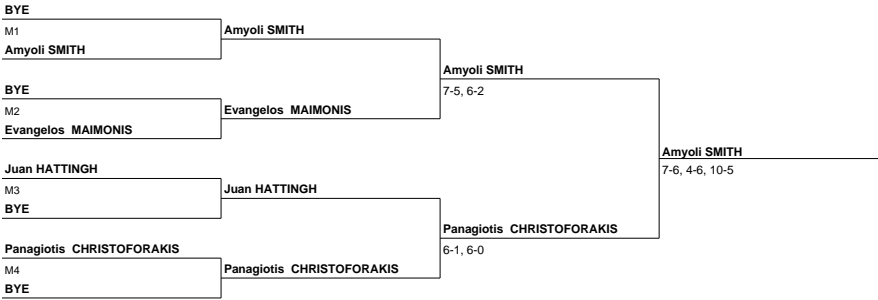 BYE
M1
Amyoli SMITH
BYE
M2
Evangelos MAIMONIS
Juan HATTINGH
M3
BYE
Panagiotis CHRISTOFORAKIS
M4
BYE
Amyoli SMITH
Evangelos MAIMONIS
Juan HATTINGH
Panagiotis CHRISTOFORAKIS
Amyoli SMITH
7-5, 6-2
Panagiotis CHRISTOFORAKIS
6-1, 6-0
Amyoli SMITH
7-6, 4-6, 10-5